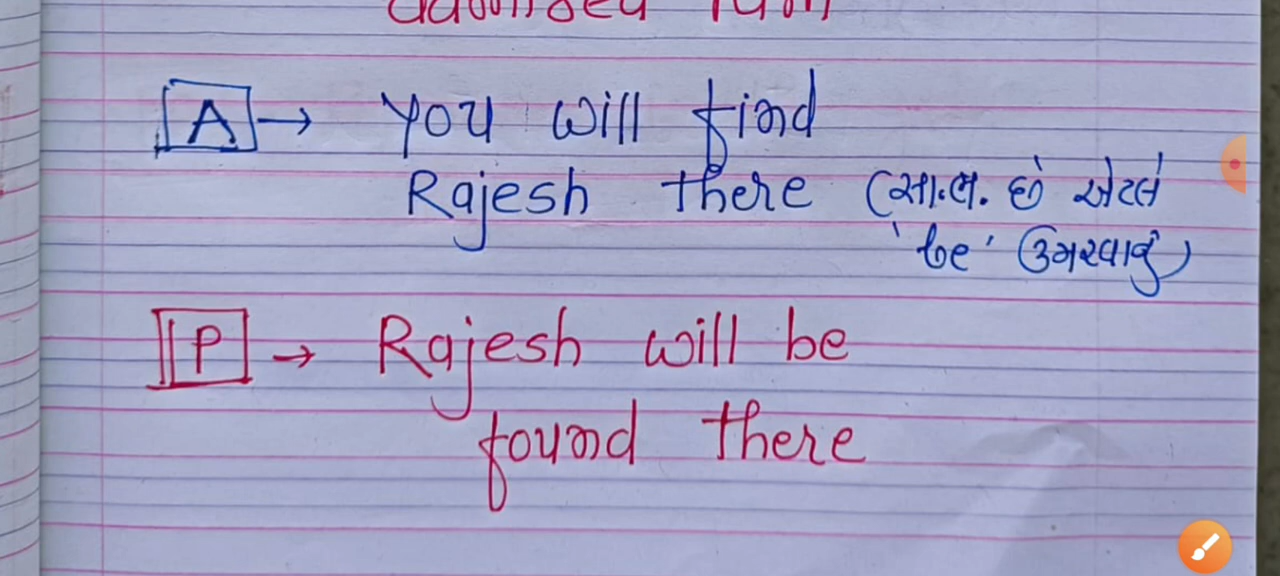 A → You will find
Rajesh there (સા.ભ. છે એટલે
'be' ઉમેરવાનું)
P → Rajesh will be
found there